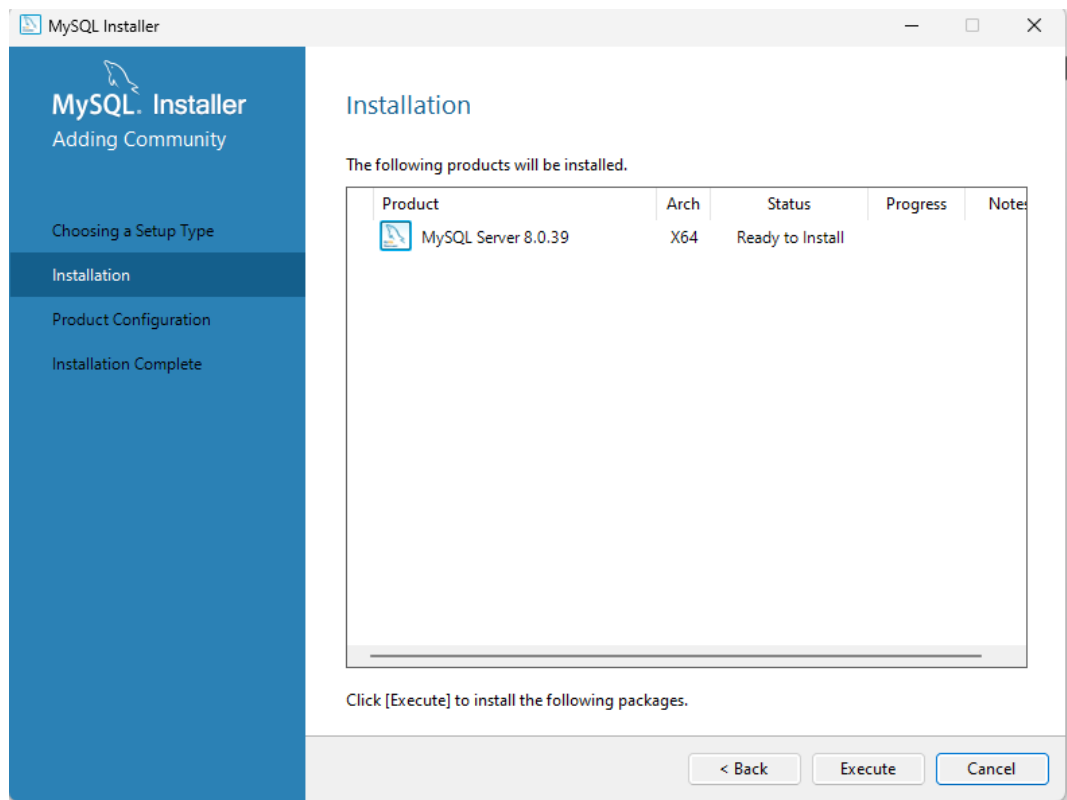 MySQL Installer
MySQL. Installer
Adding Community
Choosing a Setup Type
Installation
Product Configuration
Installation Complete
Installation
The following products will be installed.
Product Arch Status Progress Notes
MySQL Server 8.0.39 X64 Ready to Install
Click [Execute] to install the following packages.
< Back Execute Cancel